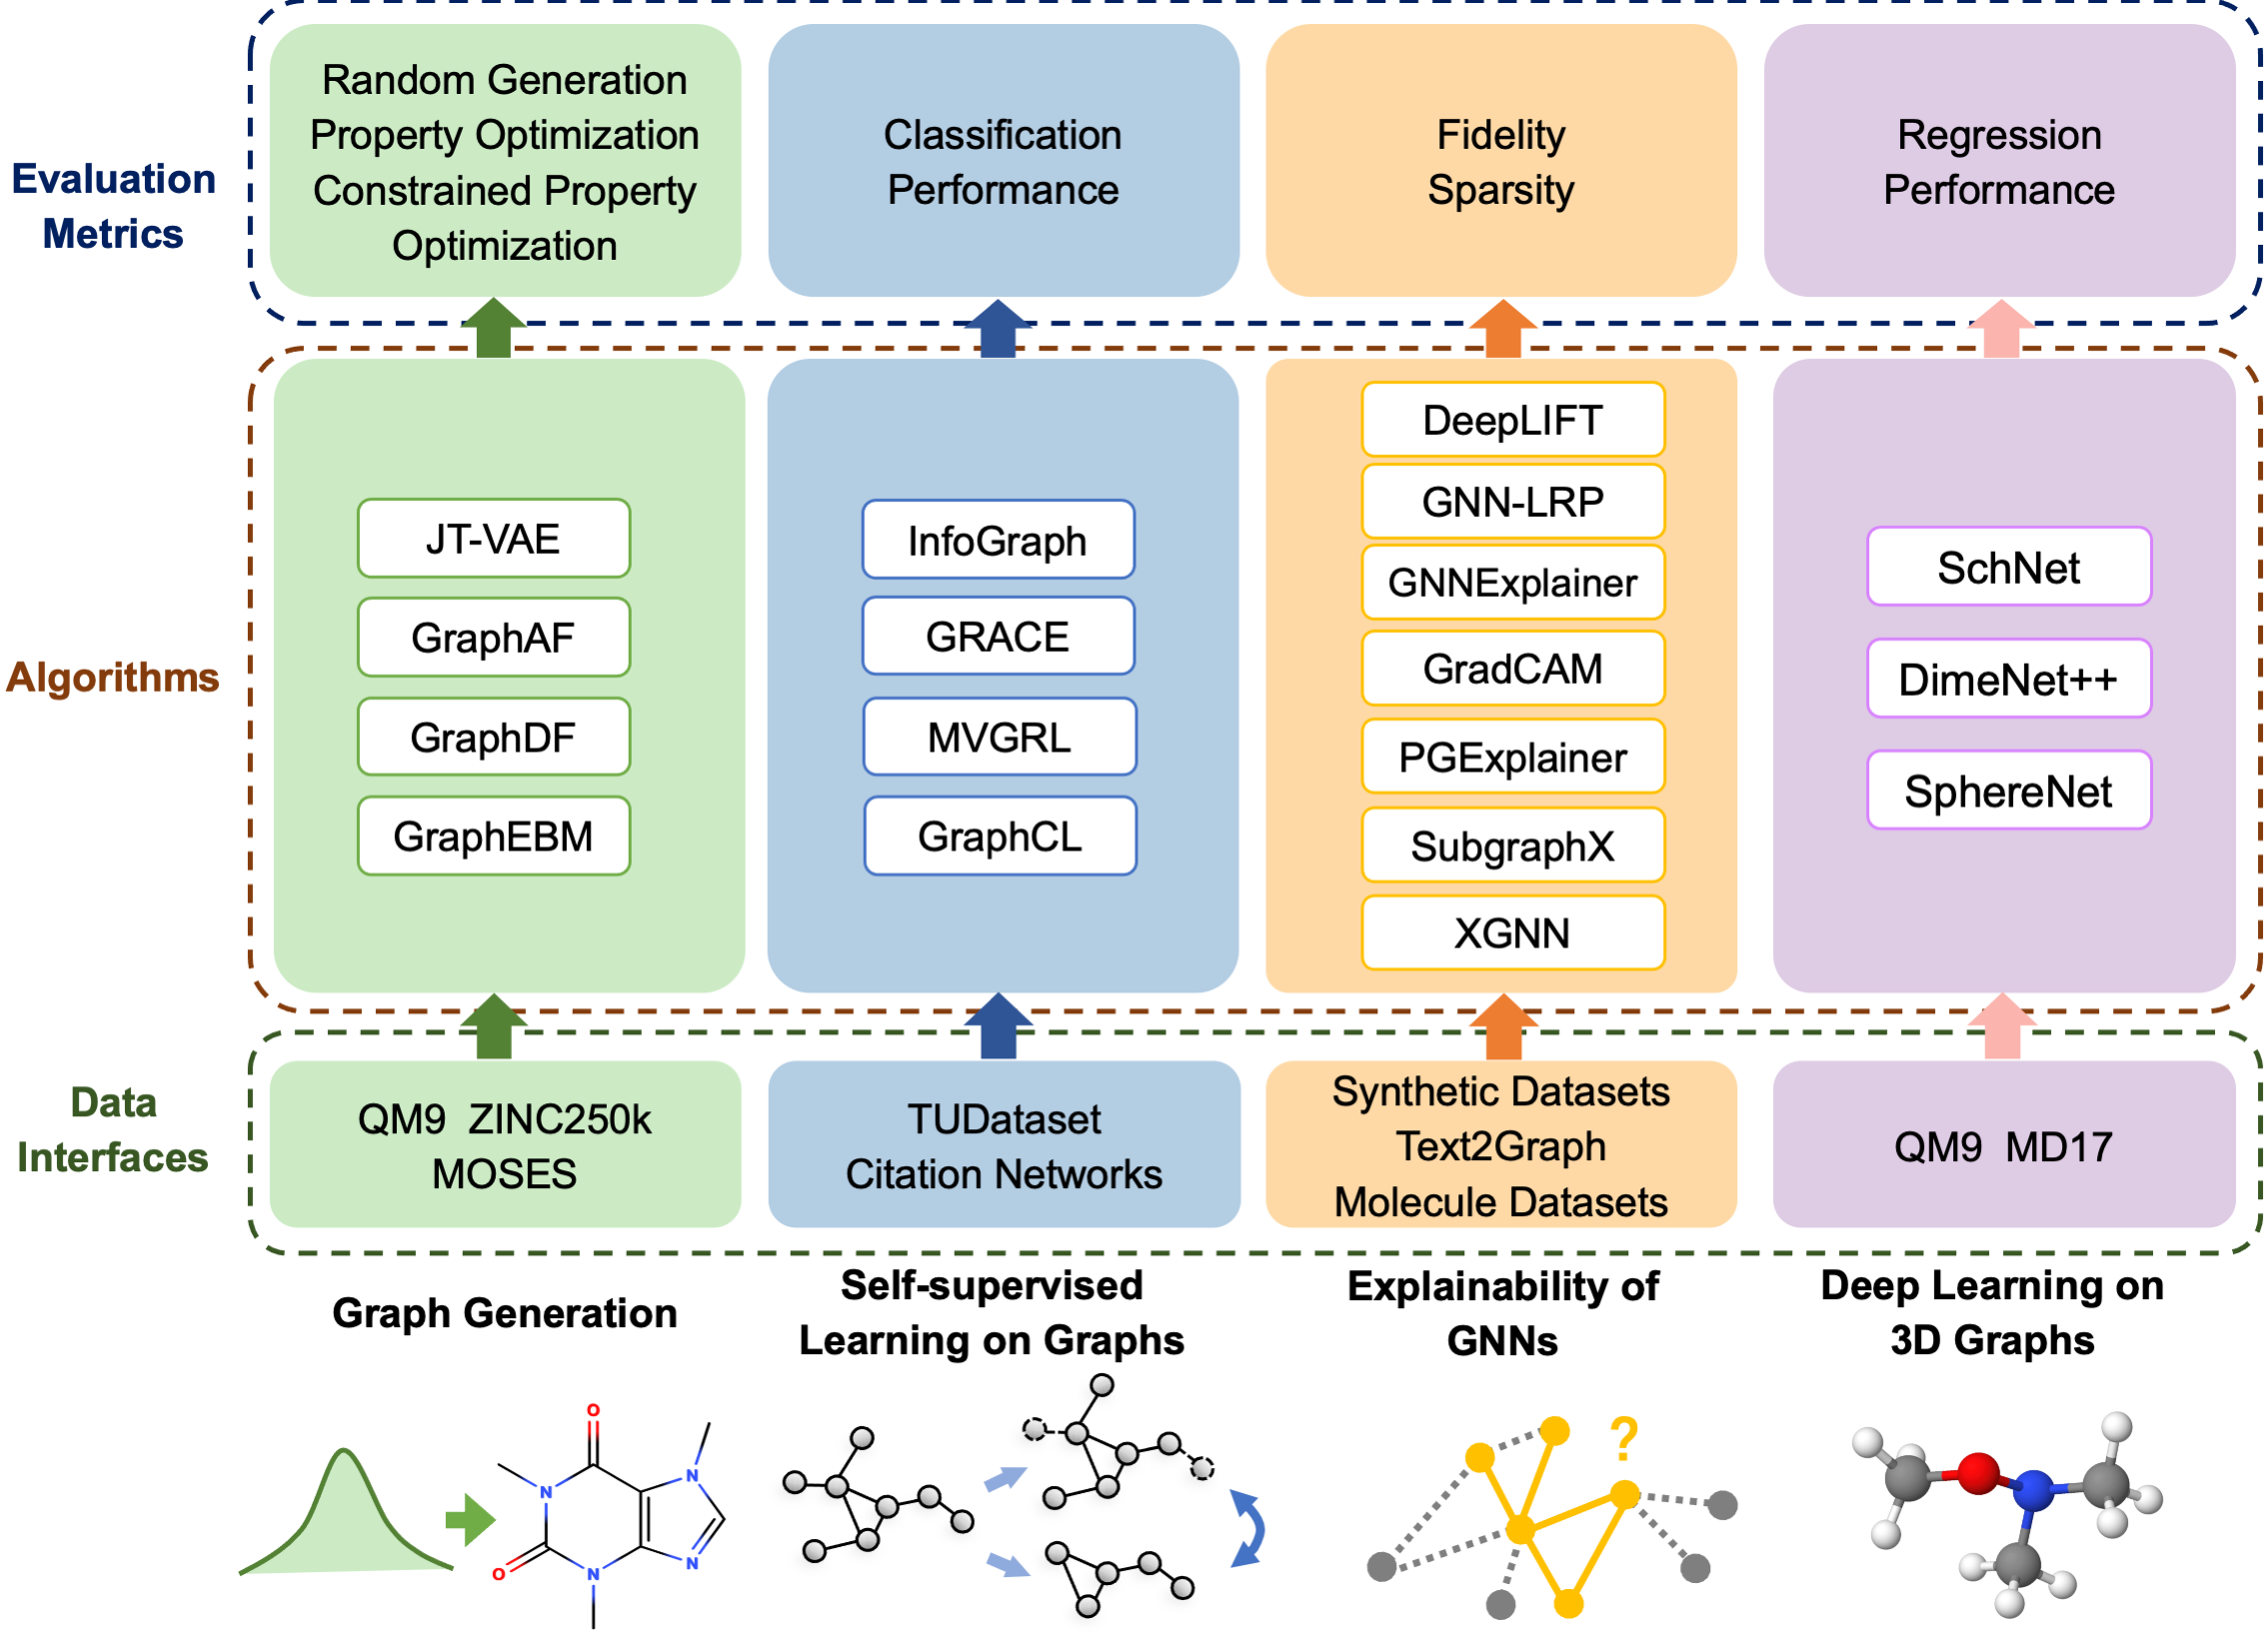 Evaluation
Metrics
Random Generation
Property Optimization
Constrained Property
Optimization
Classification
Performance
Fidelity
Sparsity
Regression
Performance
Algorithms
JT-VAE
GraphAF
GraphDF
GraphEBM
InfoGraph
GRACE
MVGRL
GraphCL
DeepLIFT
GNN-LRP
GNNExplainer
GradCAM
PGExplainer
SubgraphX
XGNN
SchNet
DimeNet++
SphereNet
Data
Interfaces
QM9 ZINC250k
MOSES
TUDataset
Citation Networks
Synthetic Datasets
Text2Graph
Molecule Datasets
QM9 MD17
Graph Generation
Self-supervised
Learning on Graphs
Explainability of
GNNs
Deep Learning on
3D Graphs
O
N
N
O
N
N
?